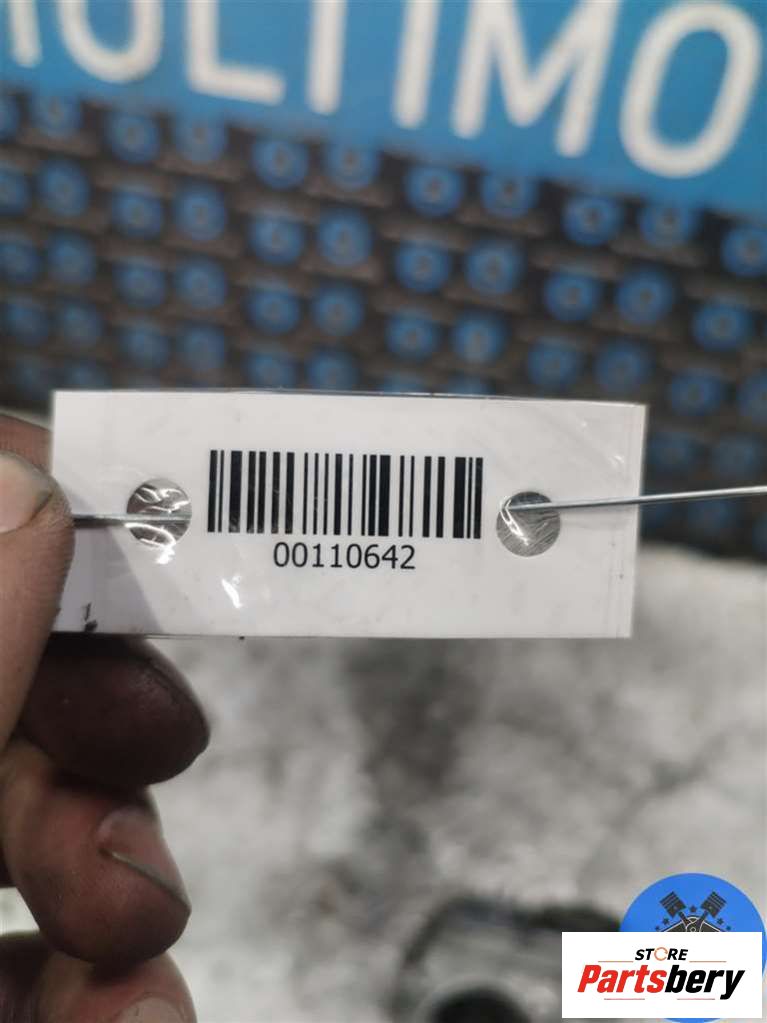 ULTIMO
00110642
STORE
Partsbery